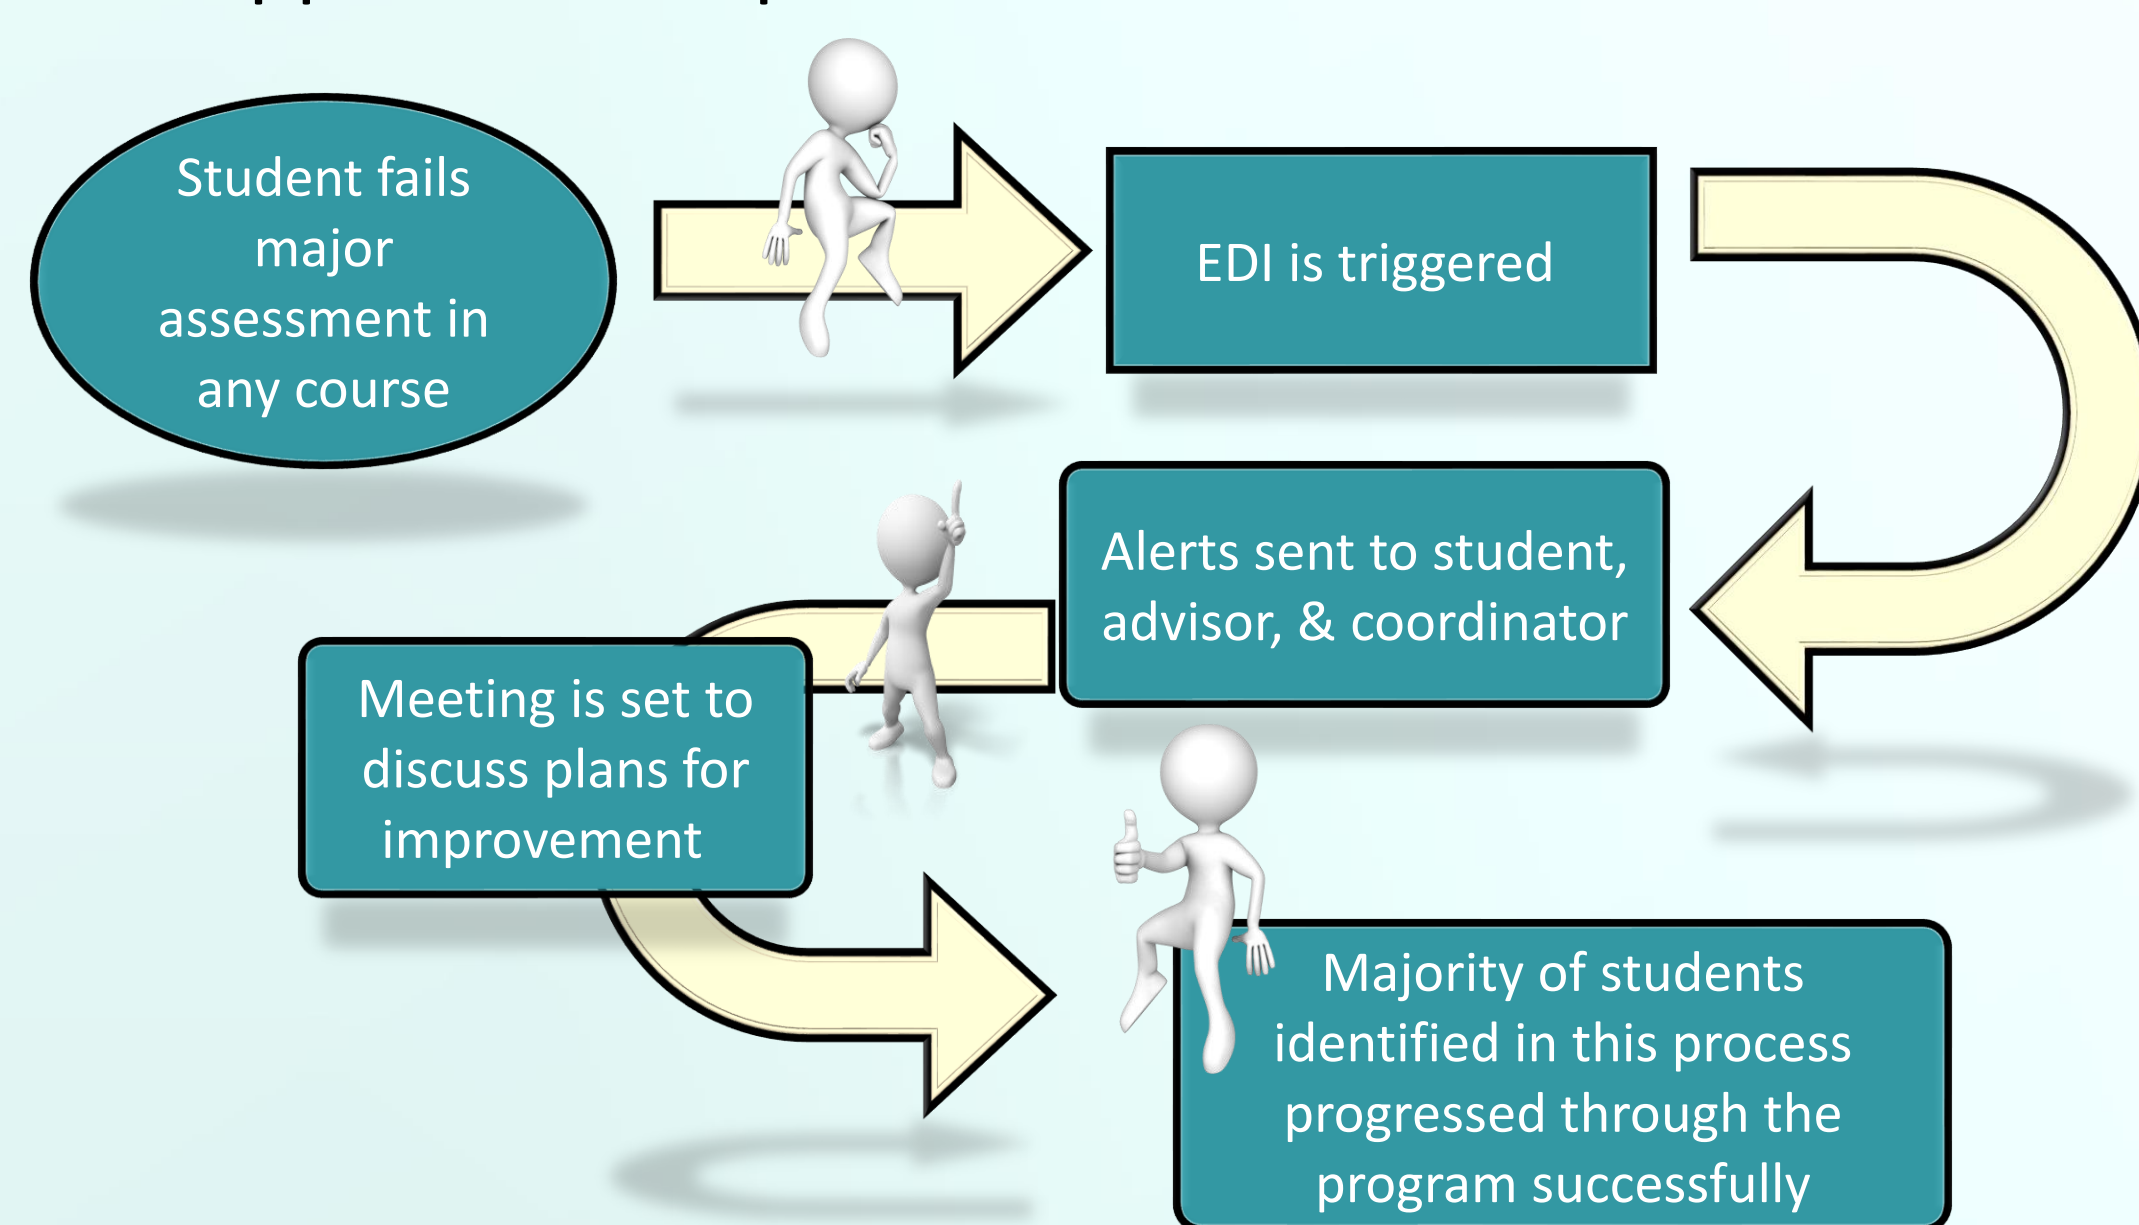 Student fails
major
assessment in
any course
EDI is triggered
Alerts sent to student,
advisor, & coordinator
Meeting is set to
discuss plans for
improvement
Majority of students
identified in this process
progressed through the
program successfully